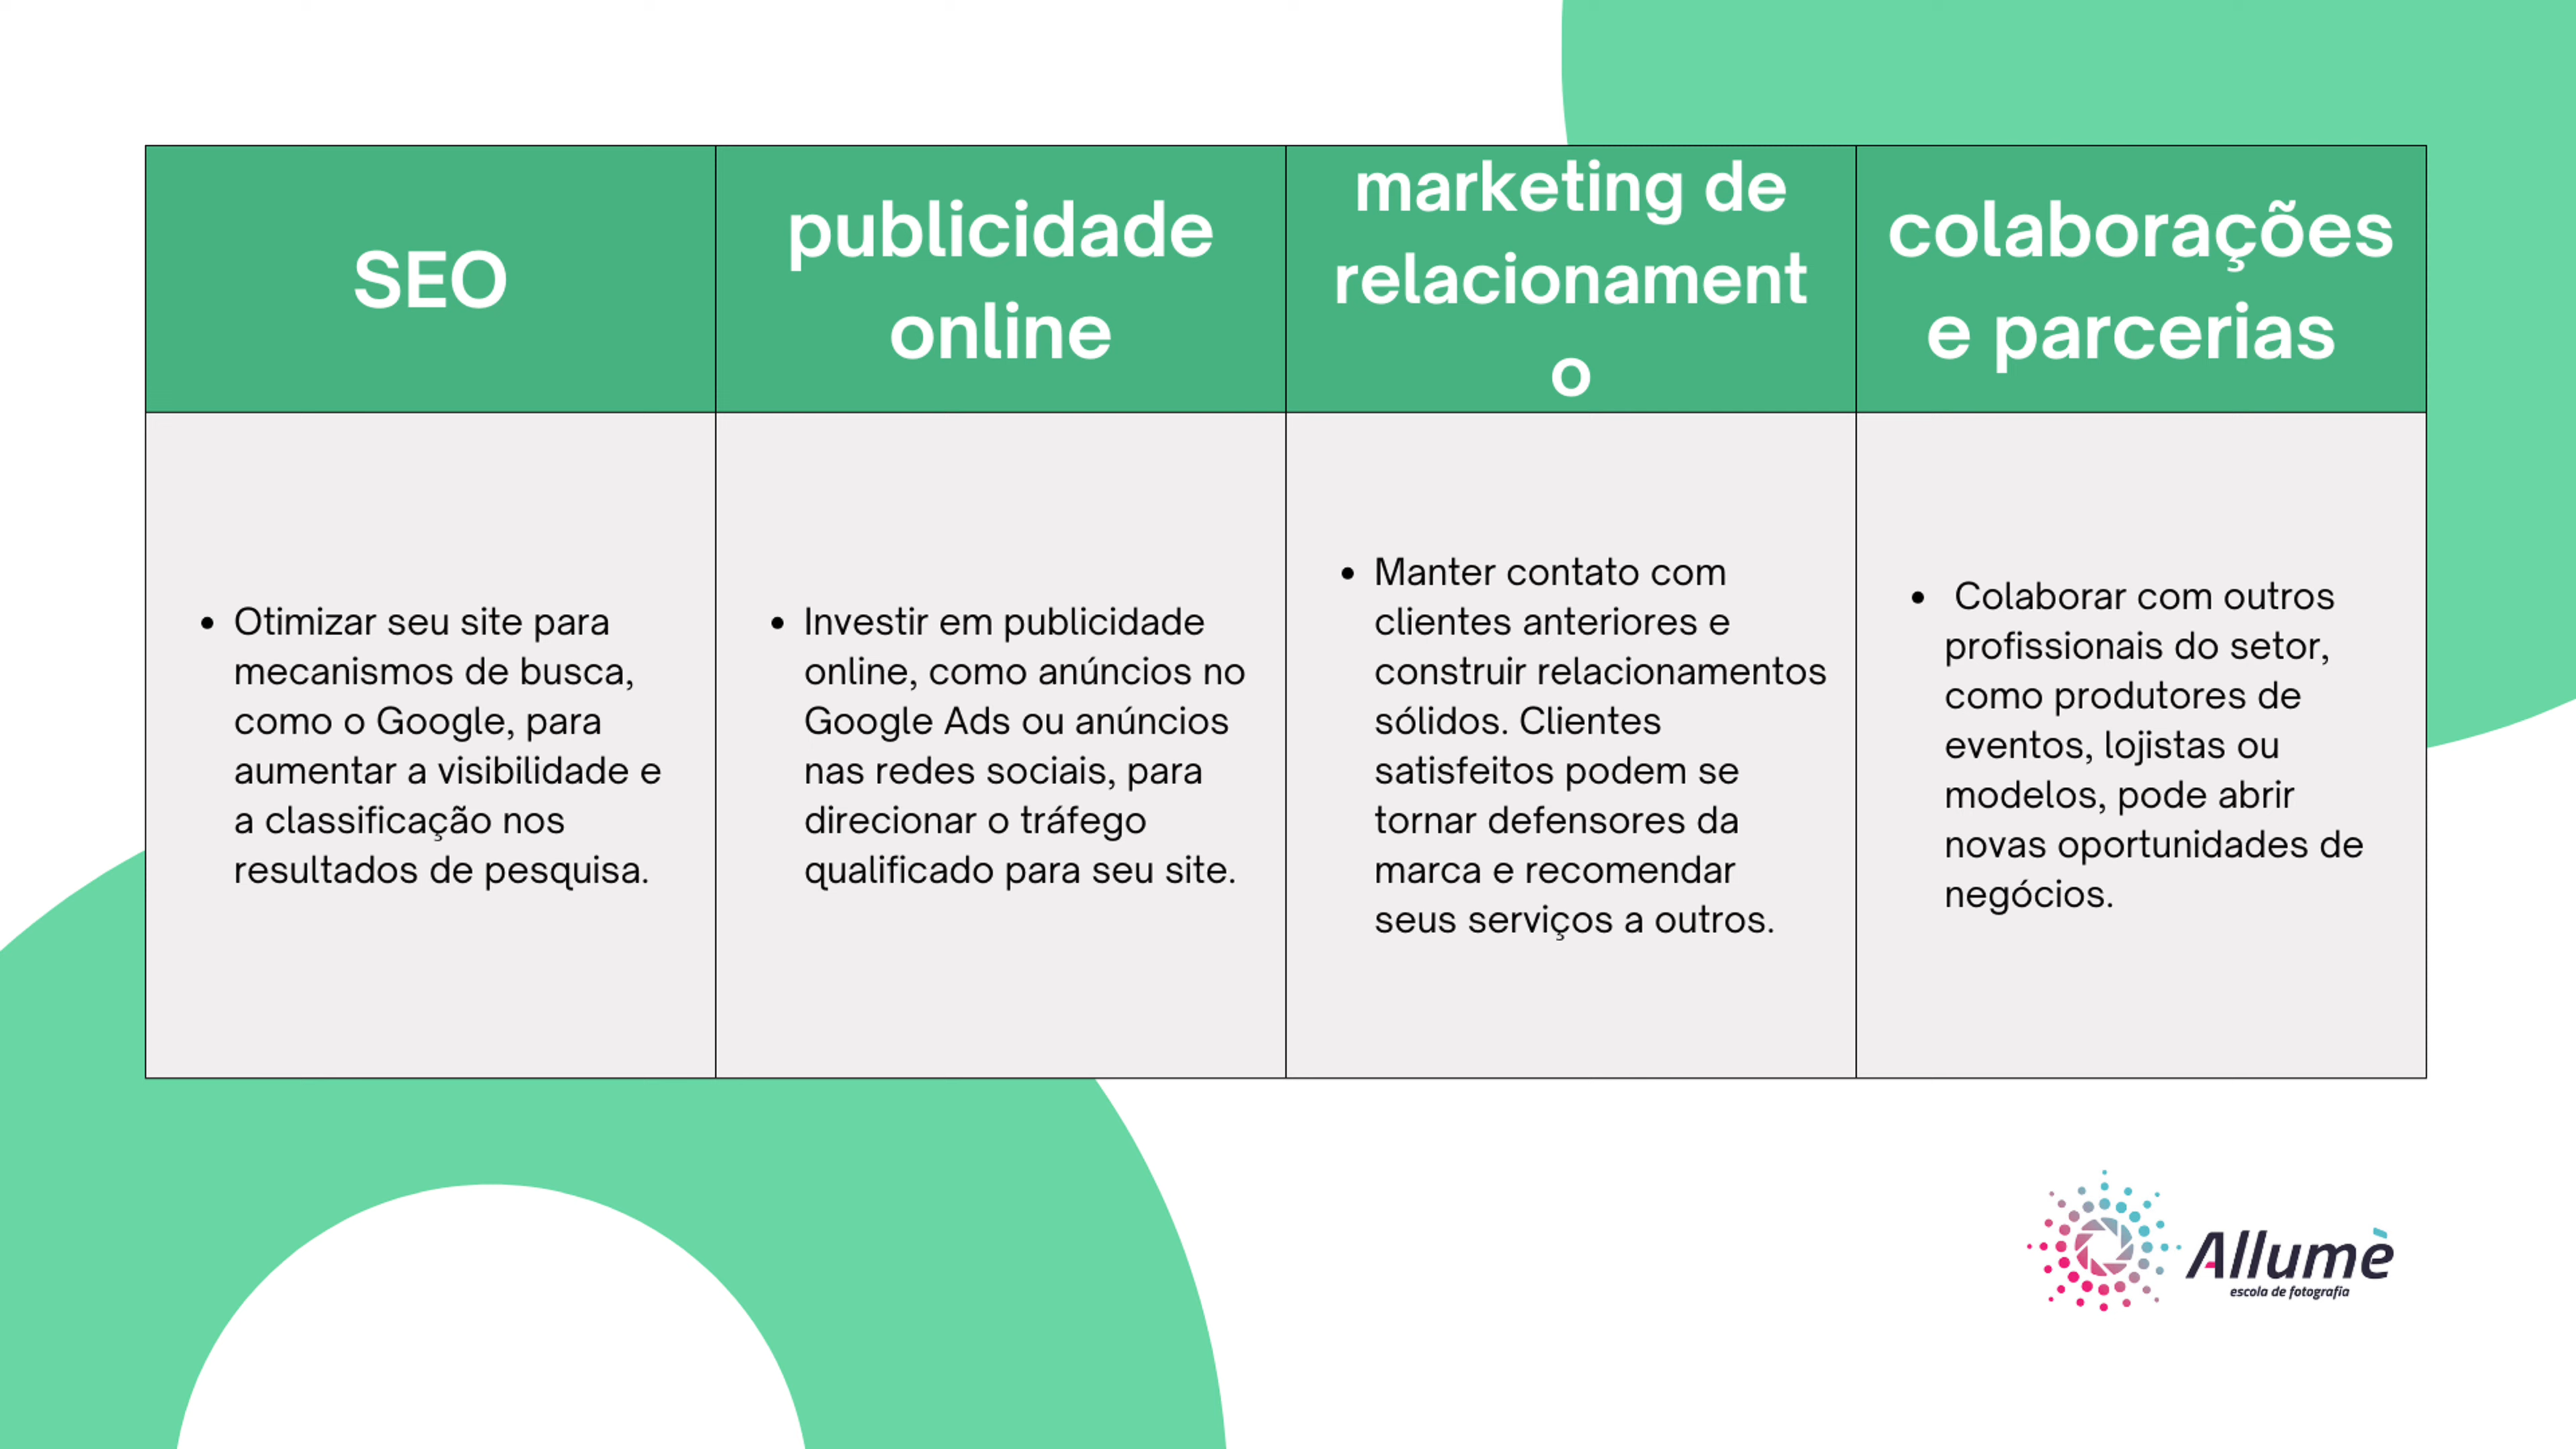 SEO
publicidade
online
marketing de
relacionament
o
colaborações
e parcerias
• Otimizar seu site para
mecanismos de busca,
como o Google, para
aumentar a visibilidade e
a classificação nos
resultados de pesquisa.
• Investir em publicidade
online, como anúncios no
Google Ads ou anúncios
nas redes sociais, para
direcionar o tráfego
qualificado para seu site.
• Manter contato com
clientes anteriores e
construir relacionamentos
sólidos. Clientes
satisfeitos podem se
tornar defensores da
marca e recomendar
seus serviços a outros.
• Colaborar com outros
profissionais do setor,
como produtores de
eventos, lojistas ou
modelos, pode abrir
novas oportunidades de
negócios.
Allumè
escola de fotografia